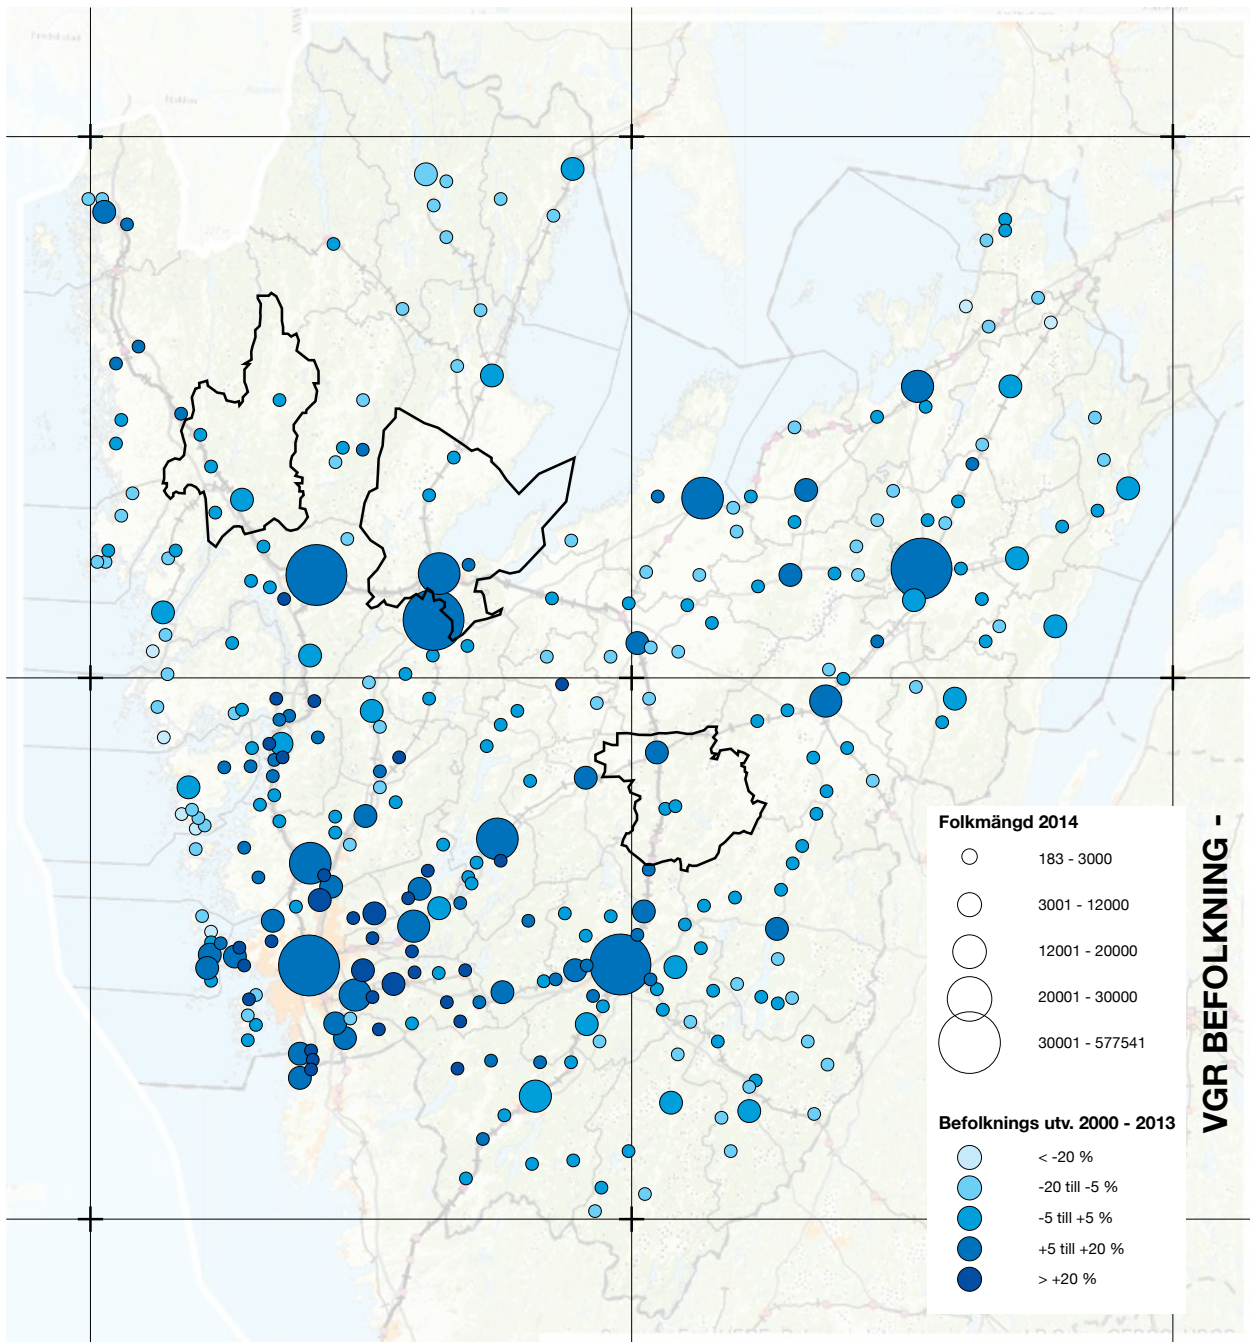 Halden
VGR BEFOLKNING -
Folkmängd 2014
183 - 3000
3001 - 12000
12001 - 20000
20001 - 30000
30001 - 577541
Befolknings utv. 2000 - 2013
< -20 %
-20 till -5 %
-5 till +5 %
+5 till +20 %
> +20 %